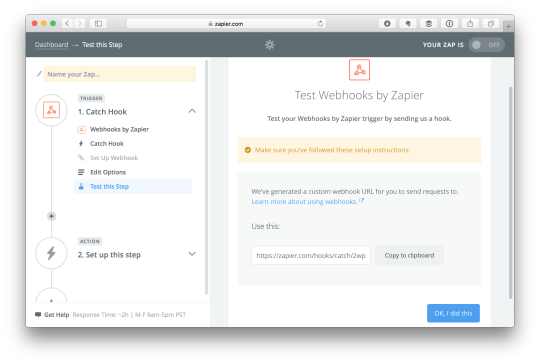 zapier.com
Dashboard → Test this Step
YOUR ZAP IS
OFF
Name your Zap...
TRIGGER
1. Catch Hook
Webhooks by Zapier
Catch Hook
Set Up Webhook
Edit Options
Test this Step
ACTION
2. Set up this step
Get Help Response Time: ~2h | M-F 9am-5pm PST
Test Webhooks by Zapier
Test your Webhooks by Zapier trigger by sending us a hook.
Make sure you've followed these setup instructions:
We've generated a custom webhook URL for you to send requests to.
Learn more about using webhooks.
Use this:
https://zapier.com/hooks/catch/2wp
Copy to clipboard
OK, I did this